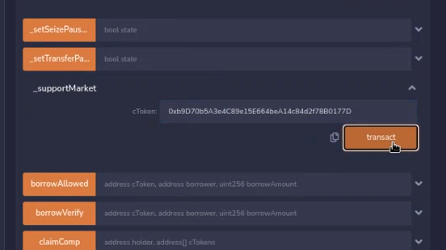 _setSeizePaus...
bool state
_setTransferPa...
bool state
_supportMarket
cToken:
0xb9D70b5A3e4C89e15E664beA14c84d2f78B0177D
transact
borrowAllowed
address cToken, address borrower, uint256 borrowAmount
borrowVerify
address cToken, address borrower, uint256 borrowAmount
claimComp
address holder, address[] cTokens